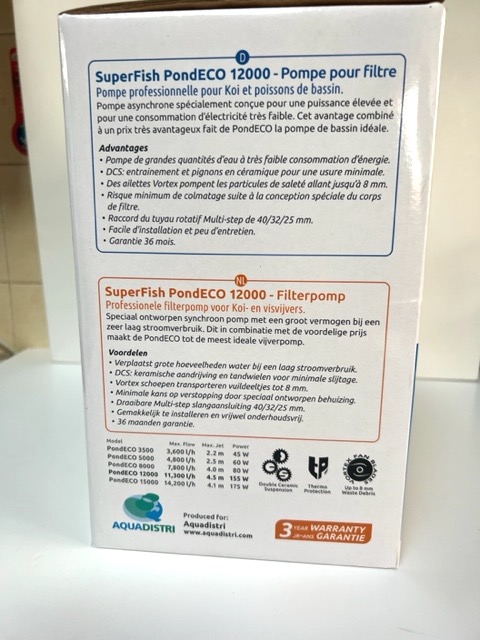 D
SuperFish PondECO 12000 - Pompe pour filtre
Pompe professionnelle pour Koi et poissons de bassin.
Pompe asynchrone spécialement conçue pour une puissance élevée et
pour une consommation d'électricité très faible. Cet avantage combiné
à un prix très avantageux fait de PondECO la pompe de bassin idéale.
Advantages
• Pompe de grandes quantités d'eau à très faible consommation d'énergie.
• DCS: entrainement et pignons en céramique pour une usure minimale.
• Des ailettes Vortex pompent les particules de saleté allant jusqu'à 8 mm.
• Risque minimum de colmatage suite à la conception spéciale du corps
de filtre.
• Raccord du tuyau rotatif Multi-step de 40/32/25 mm.
• Facile d'installation et peu d'entretien.
• Garantie 36 mois.
NL
SuperFish PondECO 12000 - Filterpomp
Professionele filterpomp voor Koi- en visvijvers.
Speciaal ontworpen synchroon pomp met een groot vermogen bij een
zeer laag stroomverbruik. Dit in combinatie met de voordelige prijs
maakt de PondECO tot de meest ideale vijverpomp.
Voordelen
• Verplaatst grote hoeveelheden water bij een laag stroomverbruik.
• DCS: keramische aandrijving en tandwielen voor minimale slijtage.
• Vortex schoepen transporteren vuildeeltjes tot 8 mm.
• Minimale kans op verstopping door speciaal ontworpen behuizing.
• Draaibare Multi-step slangaansluiting 40/32/25 mm.
• Gemakkelijk te installeren en vrijwel onderhoudsvrij.
• 36 maanden garantie.
Model Max. Flow Max. Jet Power
PondECO 3500 3,600 l/h 2.2 m 45 W
PondECO 5000 4,800 l/h 2.5 m 60 W
PondECO 8000 7,800 l/h 4.0 m 80 W
PondECO 12000 11,300 l/h 4.5 m 155 W
PondECO 15000 14,200 l/h 4.1 m 175 W
Double Ceramic
Suspension
Thermo
Protection
Up to 8 mm
Waste Debris
AQUADISTRI
Produced for:
Aquadistri
www.aquadistri.com
3 YEAR WARRANTY
JR-ANS GARANTIE